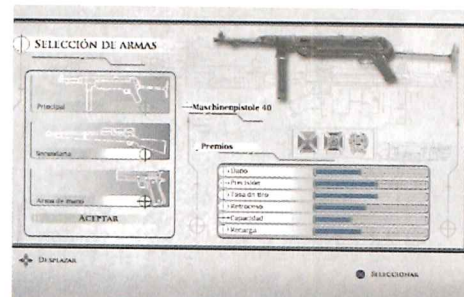 SELECCIÓN DE ARMAS
Principal
Secundaria
Arma de mano
ACEPTAR
Maschinenpistole 40
Premios
Daño
Precisión
Tasa de tiro
Retroceso
Capacidad
Recarga
DESPLAZAR
SELECCIONAR